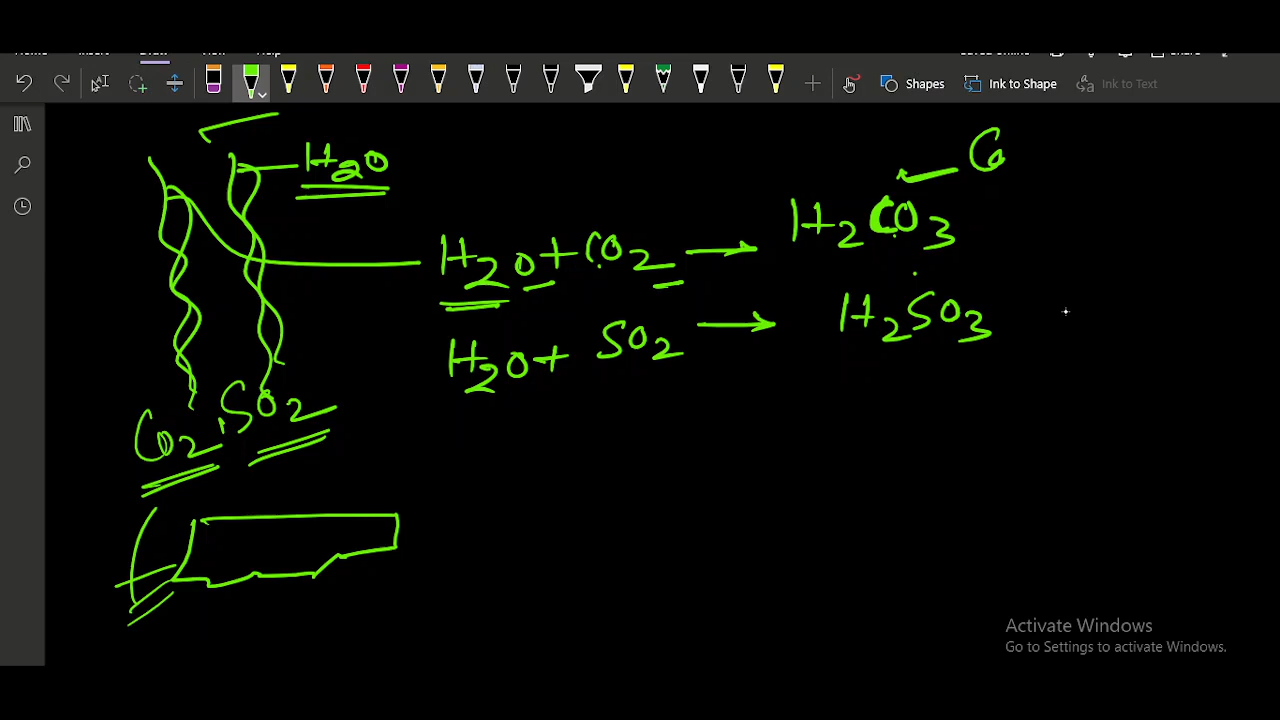 Shapes
Ink to Shape
Ink to Text
H2O
H2O + CO2 → H2CO3
H2O + SO2 → H2SO3
CO2, SO2
Activate Windows
Go to Settings to activate Windows.